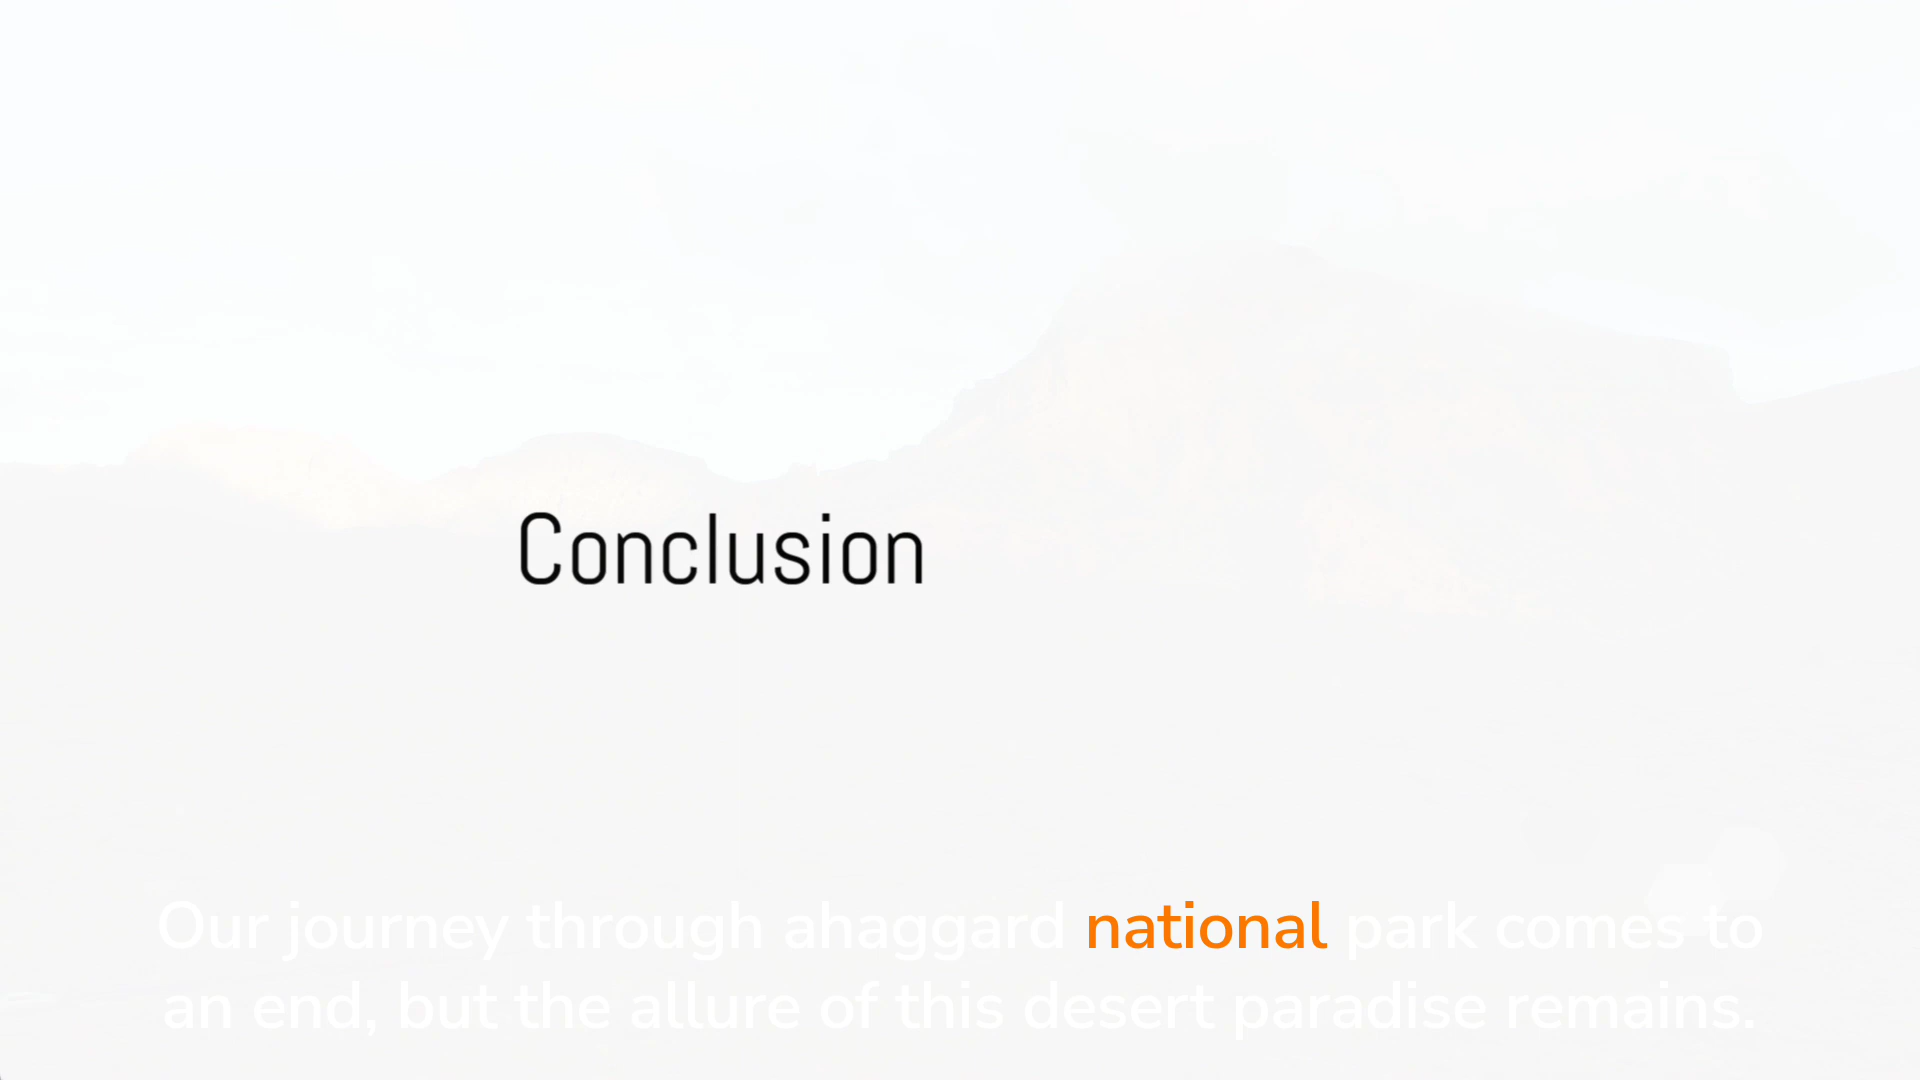 Conclusion
Our journey through ahaggard national park comes to
an end, but the allure of this desert paradise remains.